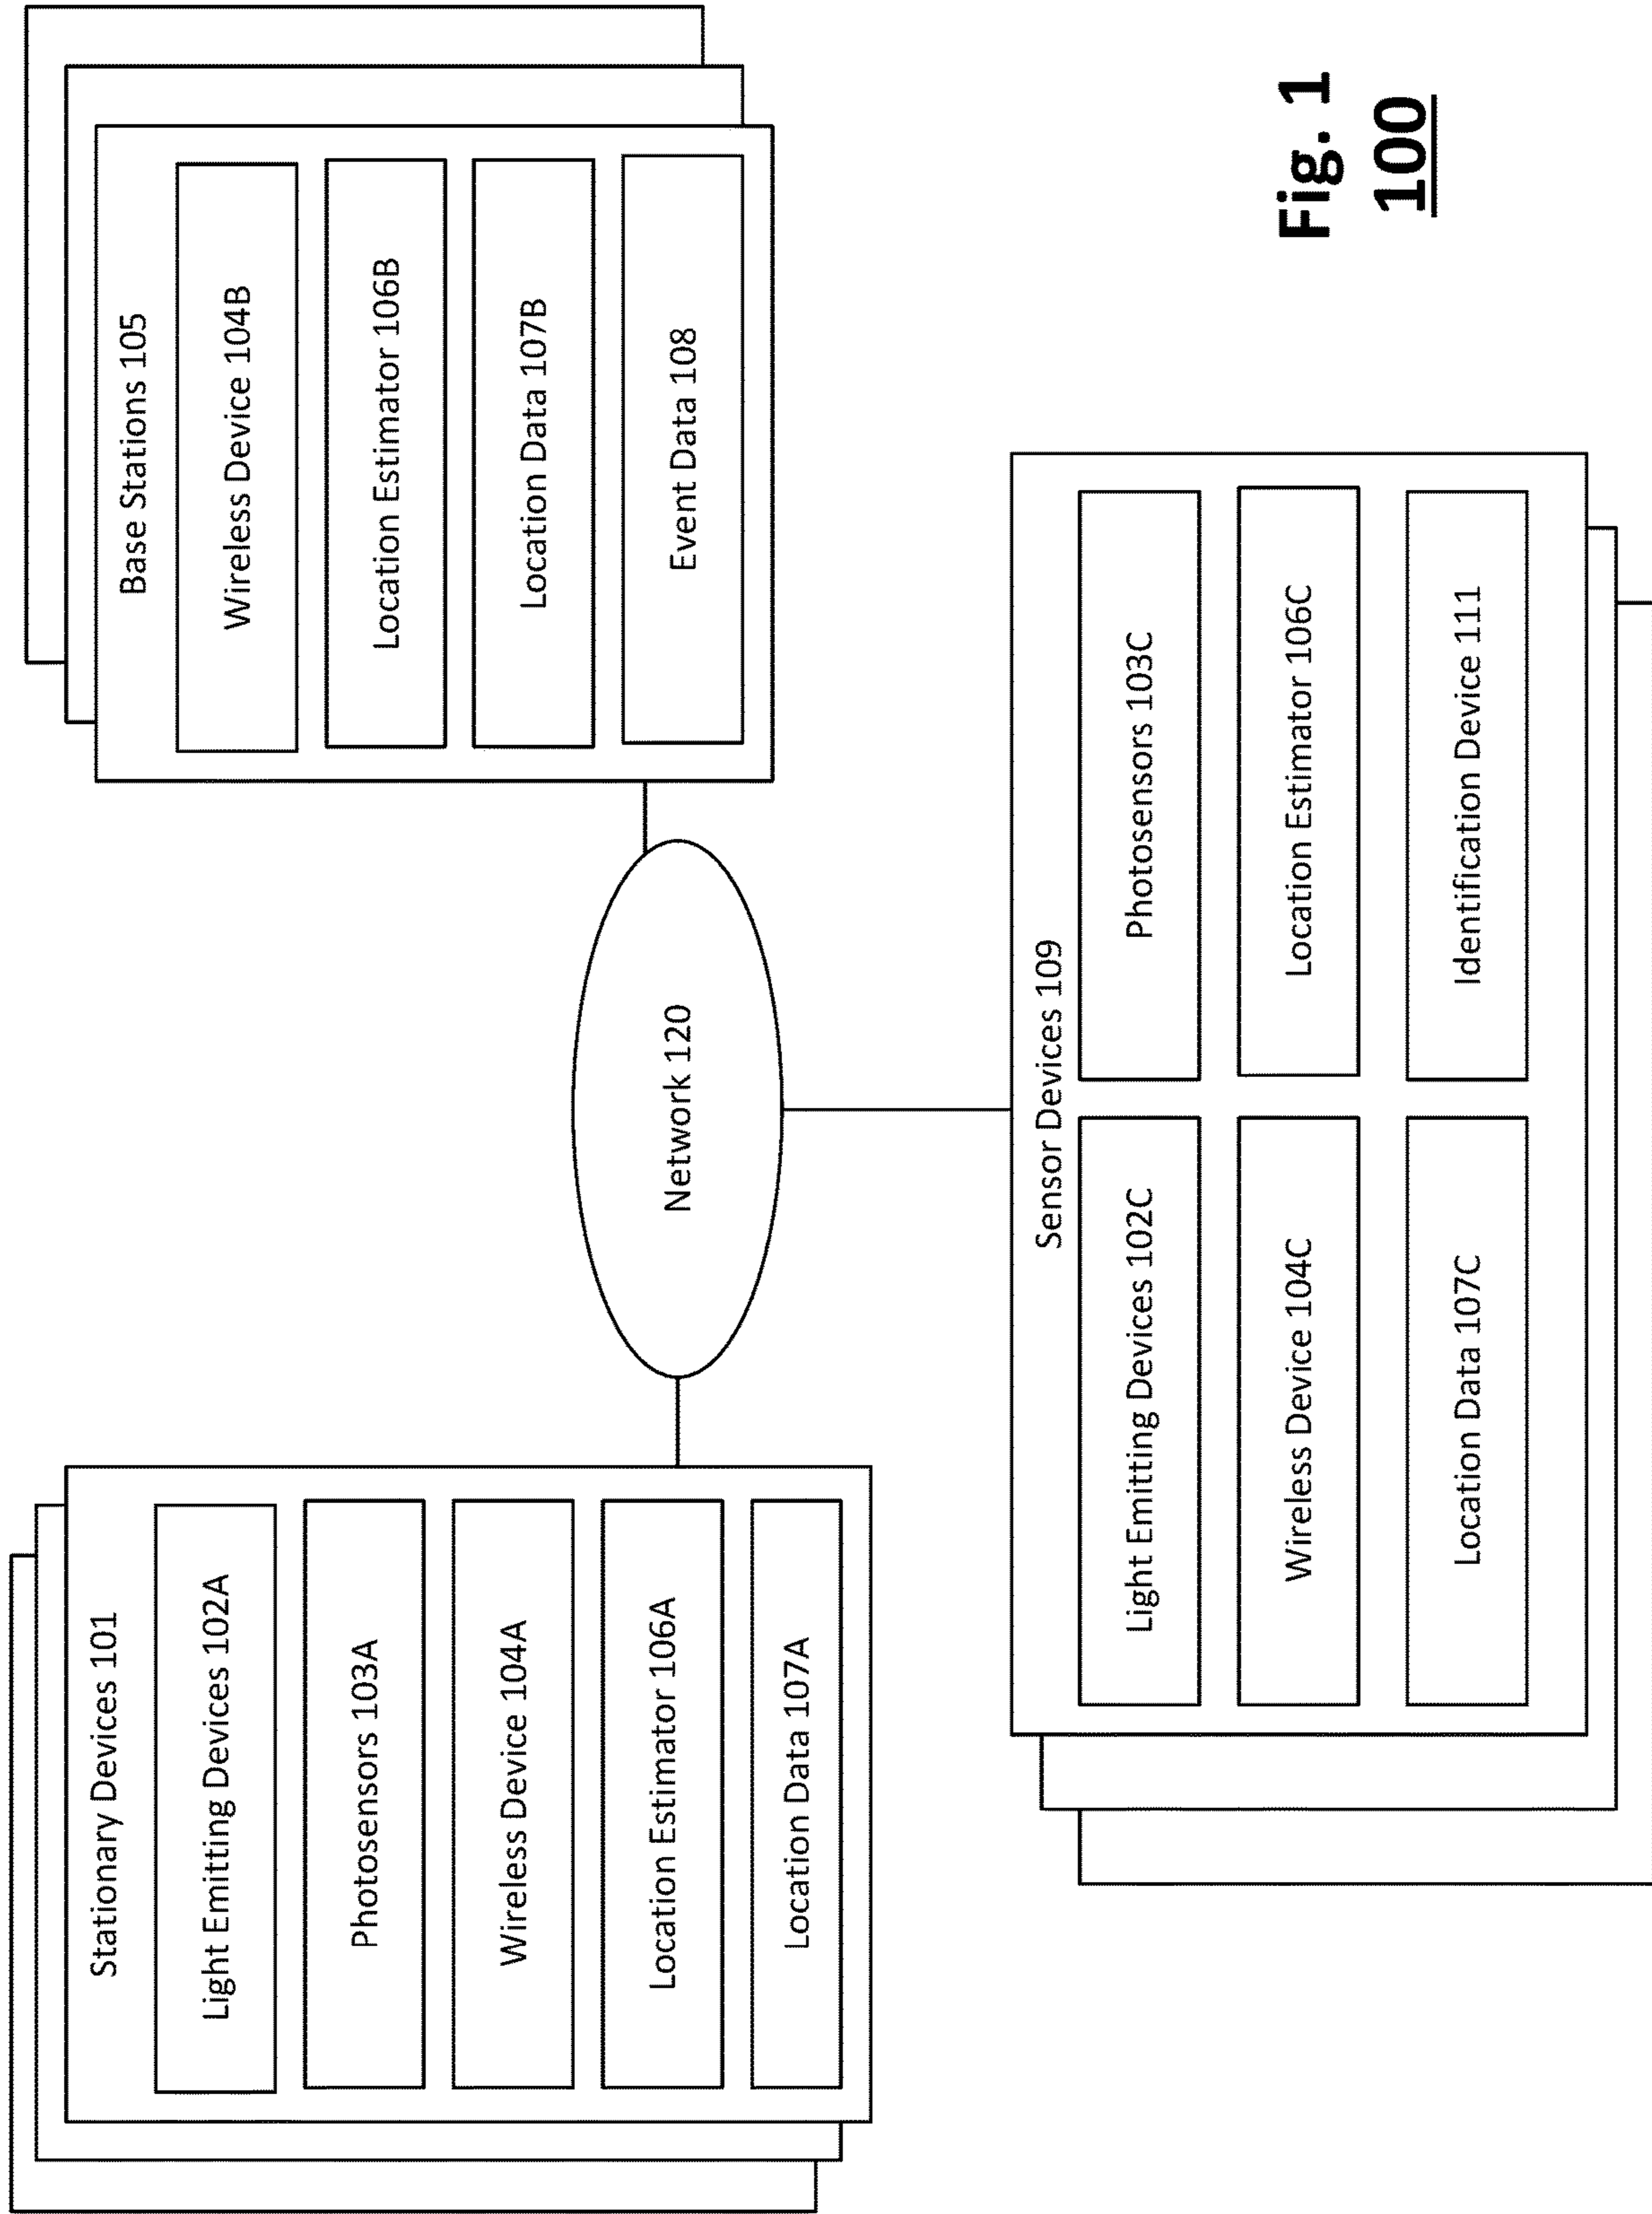 Stationary Devices 101
Light Emitting Devices 102A
Photosensors 103A
Wireless Device 104A
Location Estimator 106A
Location Data 107A
Network 120
Base Stations 105
Wireless Device 104B
Location Estimator 106B
Location Data 107B
Event Data 108
Sensor Devices 109
Light Emitting Devices 102C
Photosensors 103C
Wireless Device 104C
Location Estimator 106C
Location Data 107C
Identification Device 111
Fig. 1
100